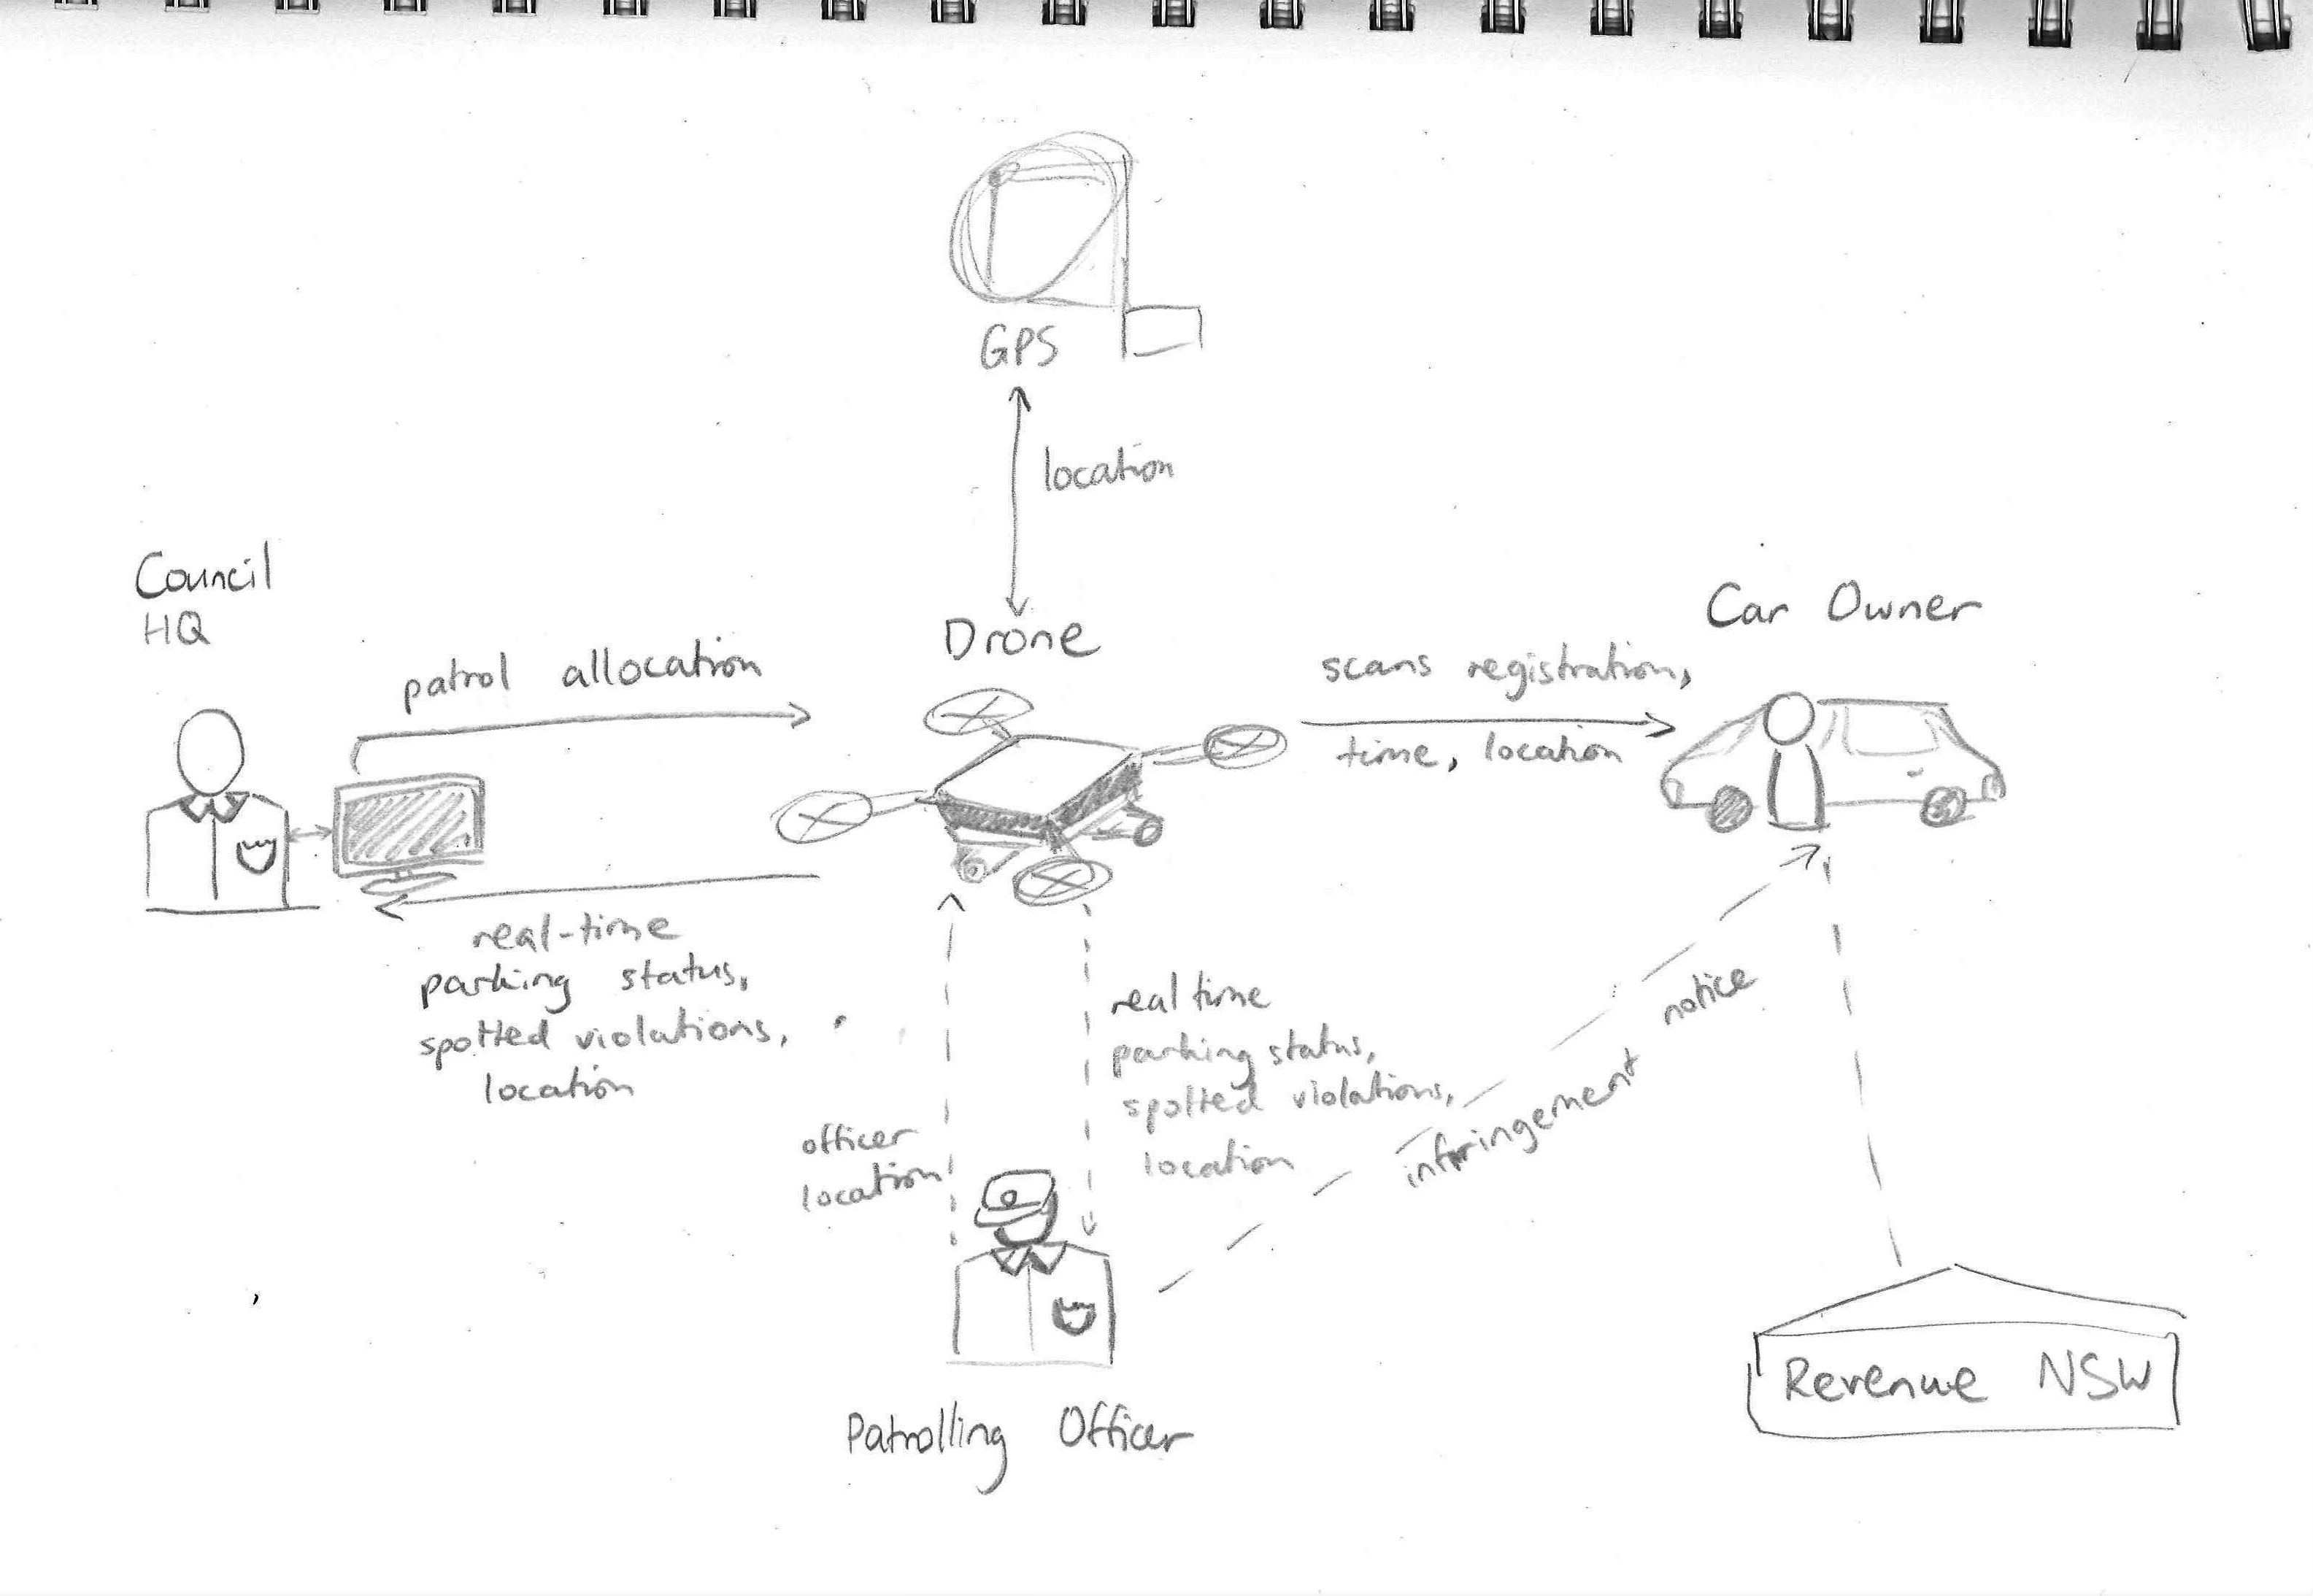 GPS
location
Council
HQ
Drone
Car Owner
patrol allocation
scans registration,
time, location
real-time
parking status,
spotted violations,
location
real time
parking status,
spotted violations,
location
officer
location
infringement notice
Revenue NSW
Patrolling Officer